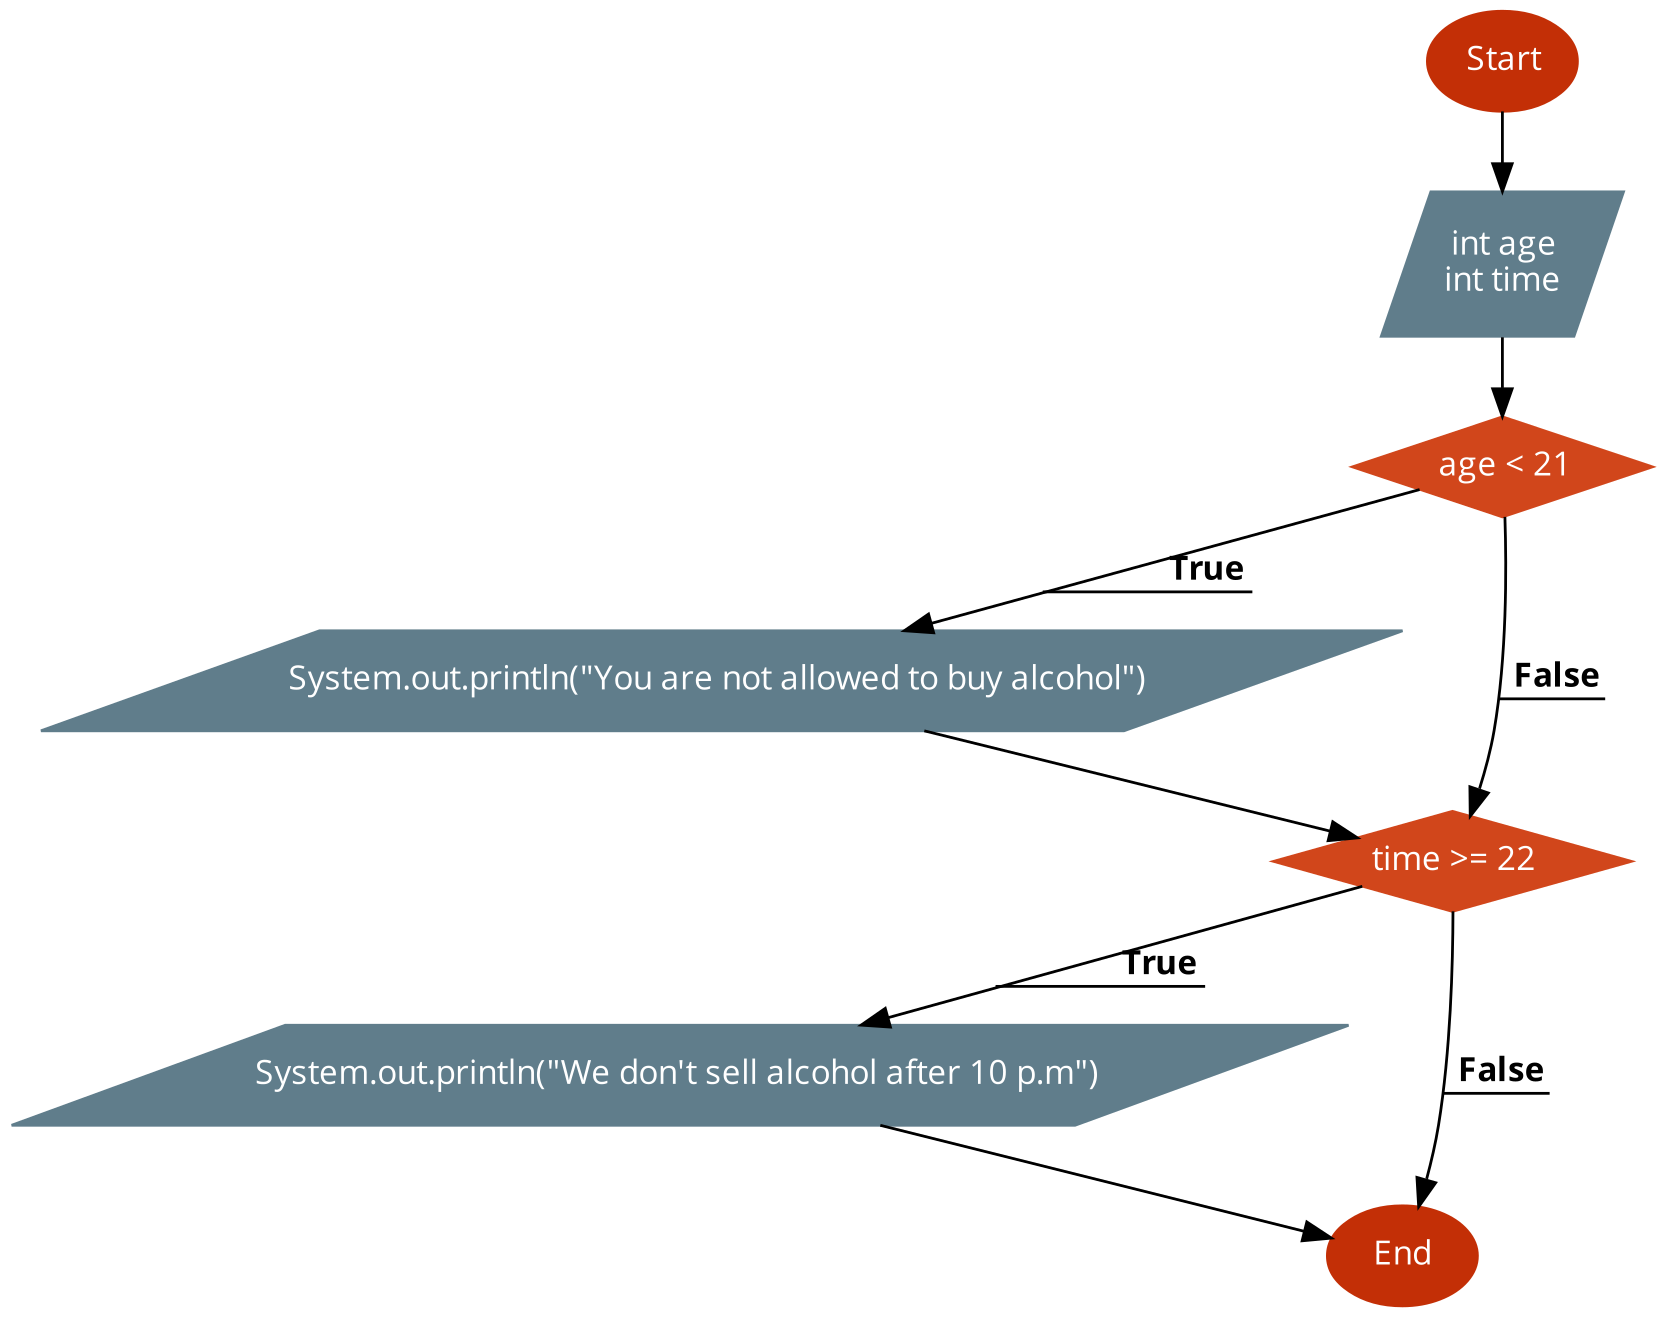 Start
int age
int time
age < 21
True
System.out.println("You are not allowed to buy alcohol")
False
time >= 22
True
System.out.println("We don't sell alcohol after 10 p.m")
False
End